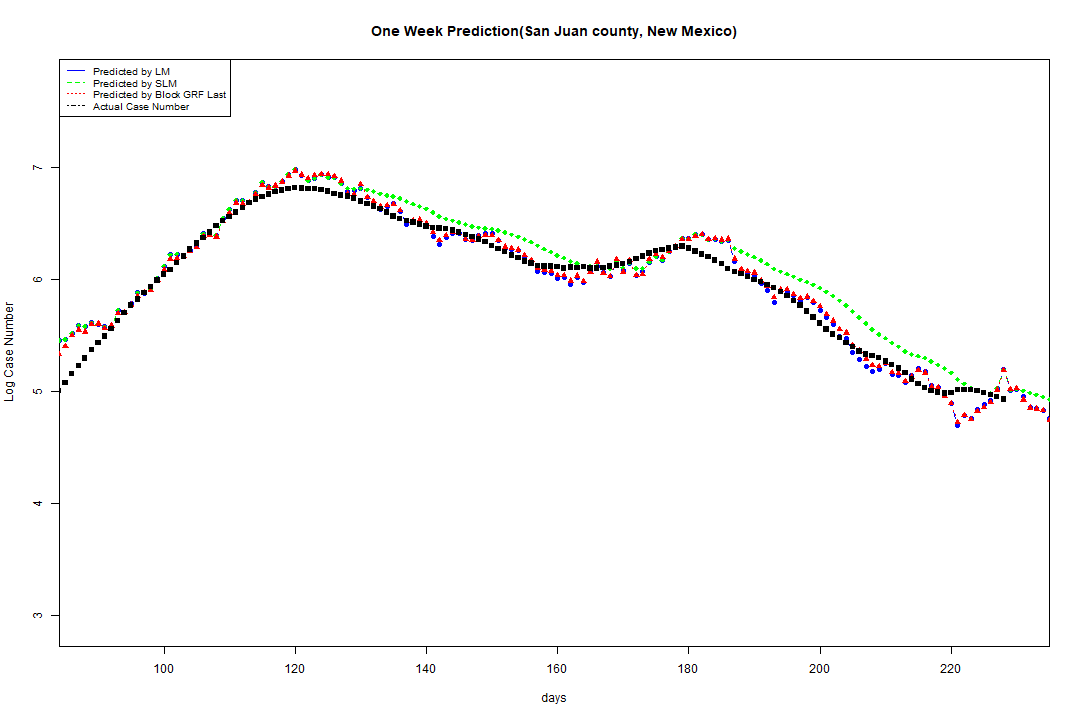 One Week Prediction(San Juan county, New Mexico)
Predicted by LM
Predicted by SLM
Predicted by Block GRF Last
Actual Case Number
7
6
5
4
3
Log Case Number
100 120 140 160 180 200 220
days